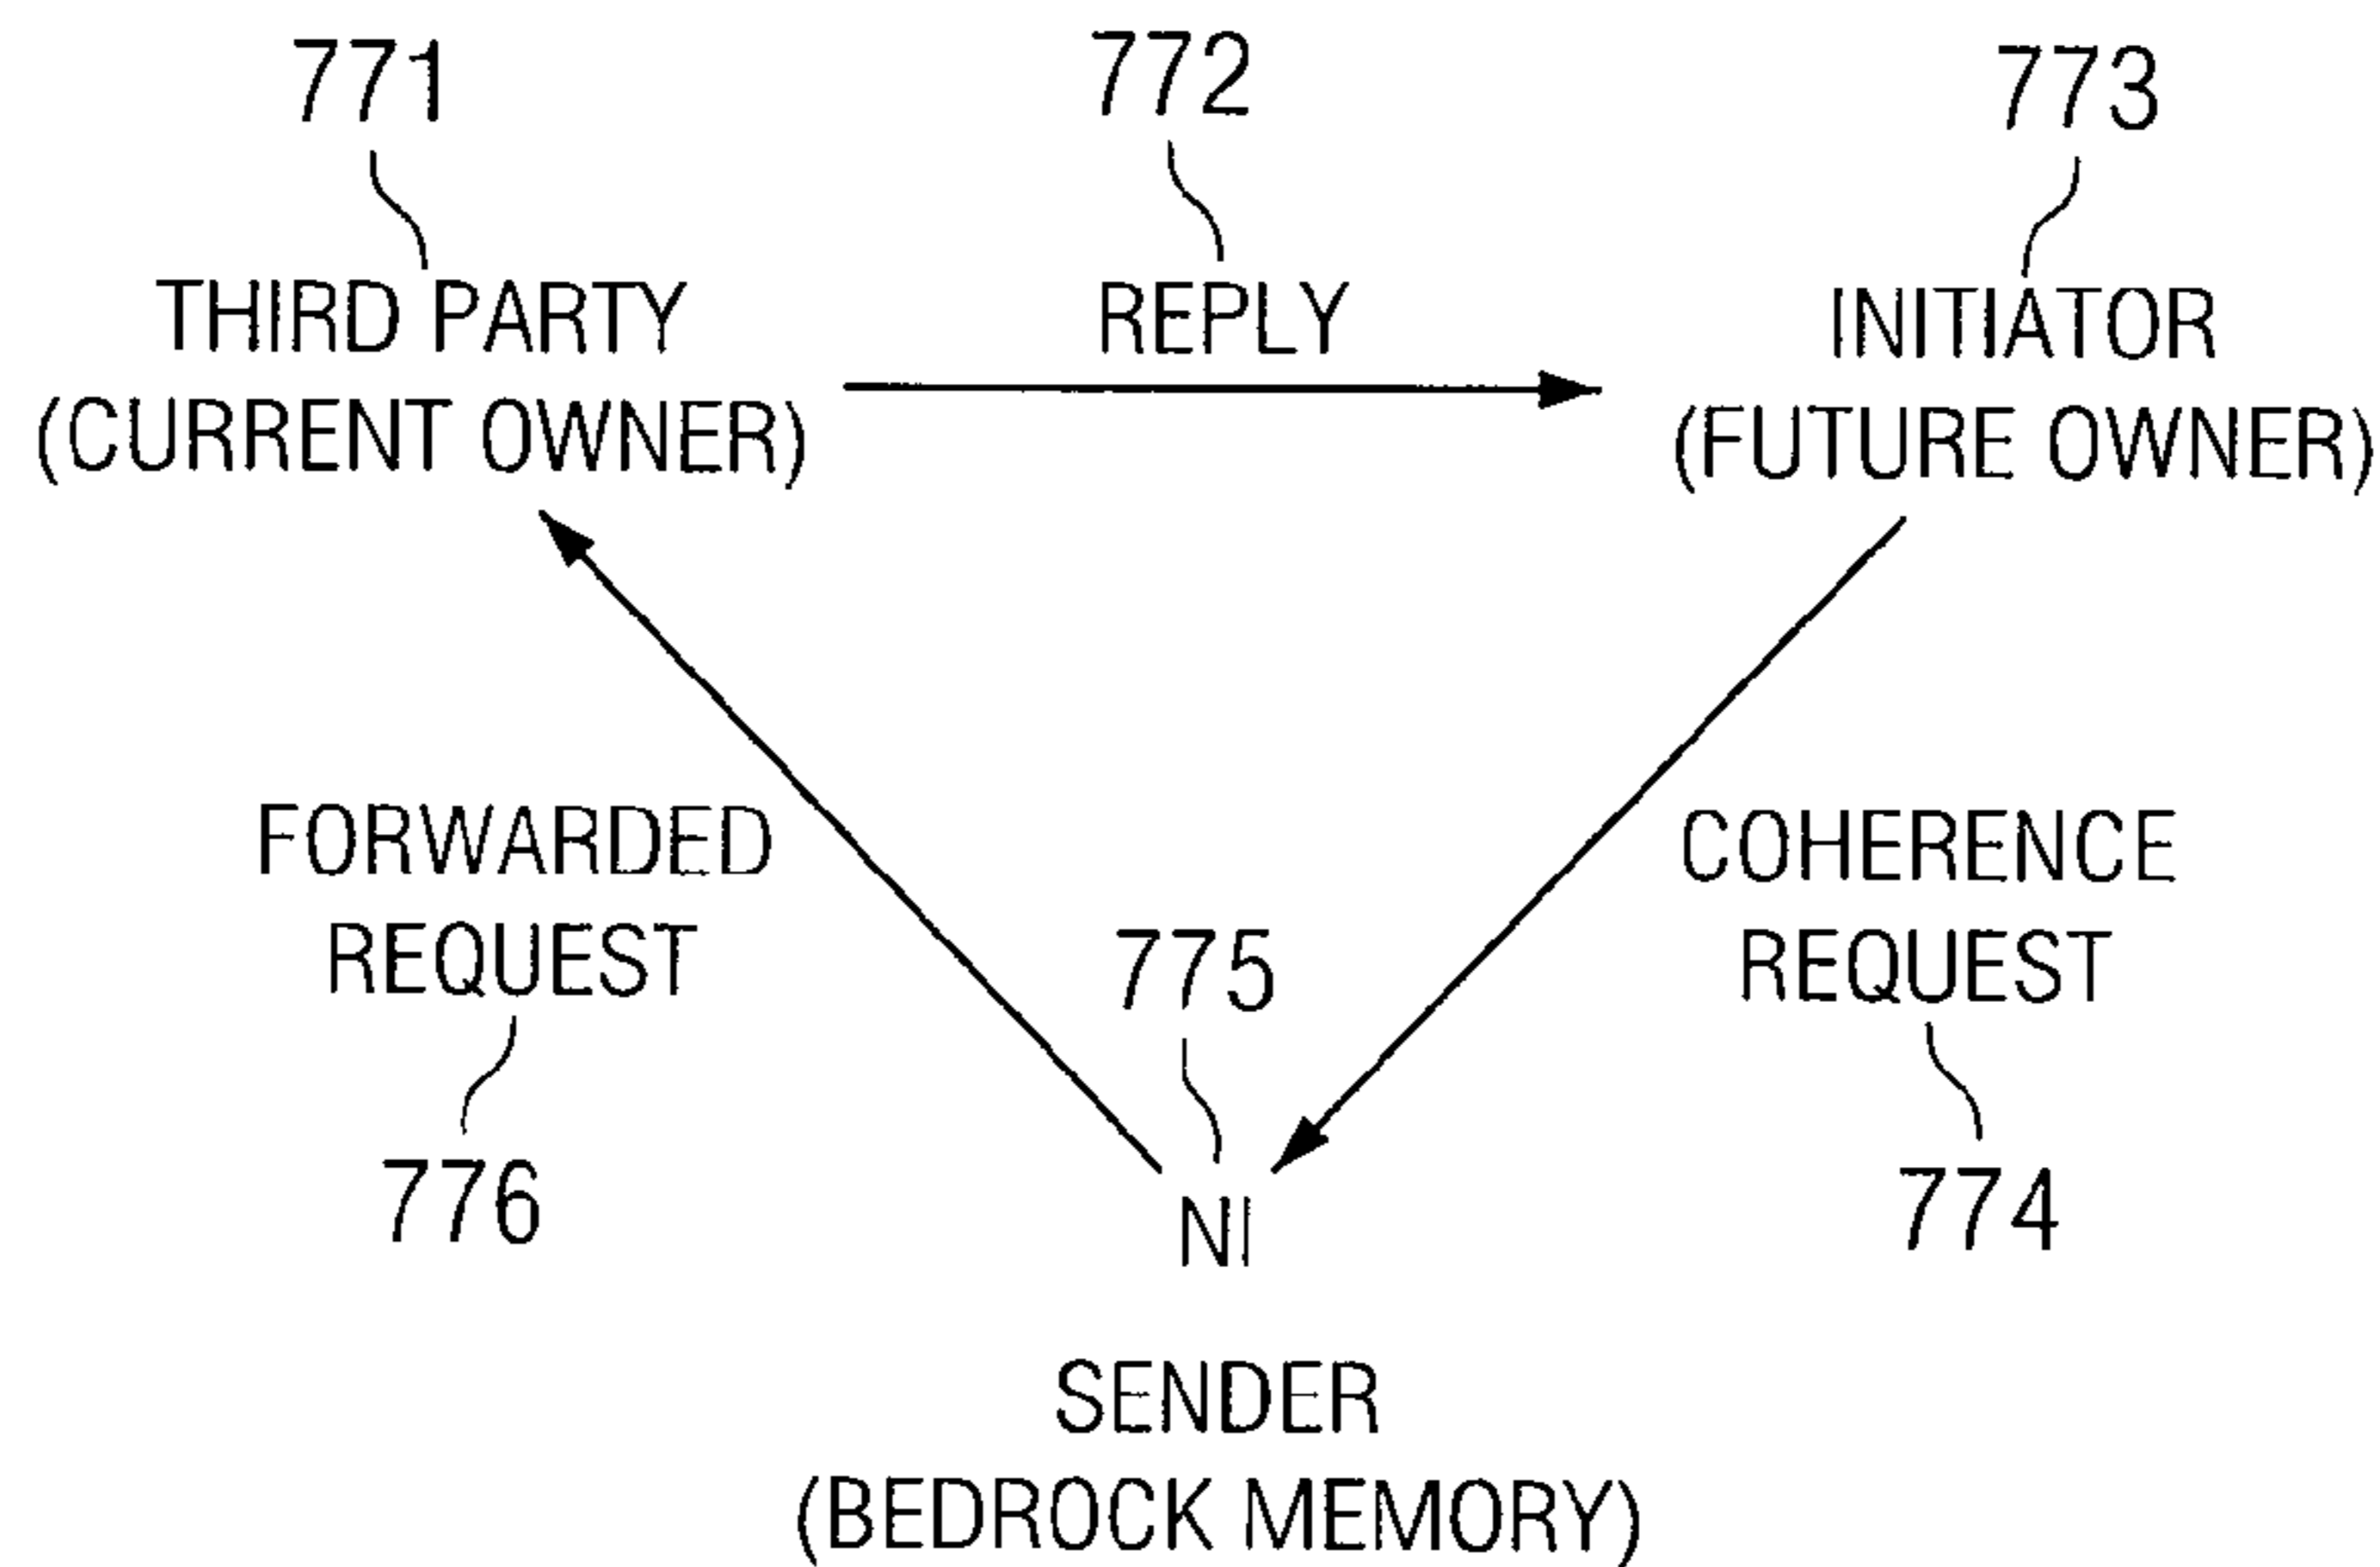 771
772
773
THIRD PARTY
(CURRENT OWNER)
REPLY
INITIATOR
(FUTURE OWNER)
FORWARDED
REQUEST
776
775
COHERENCE
REQUEST
774
NI
SENDER
(BEDROCK MEMORY)